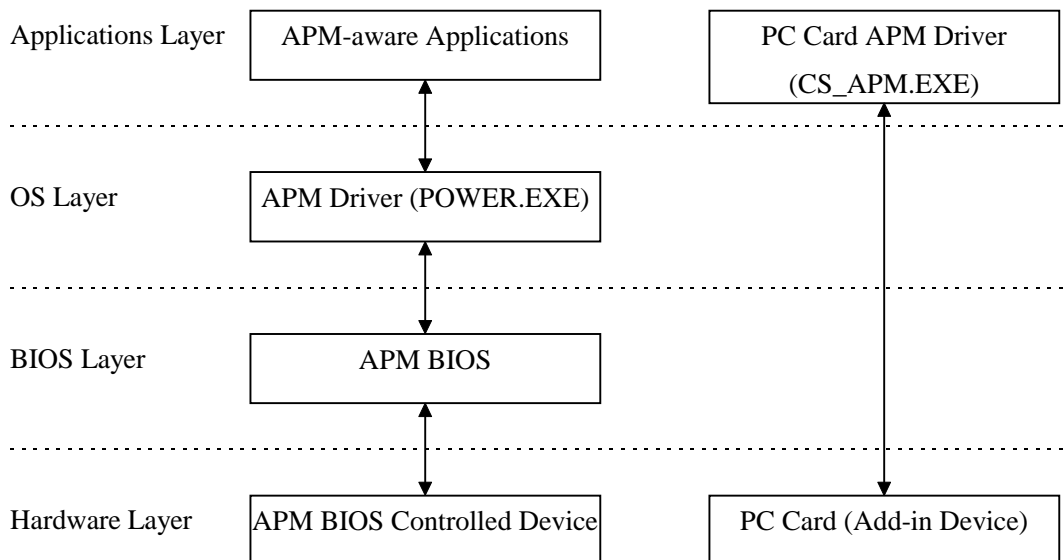 Applications Layer
APM-aware Applications
PC Card APM Driver
(CS_APM.EXE)
OS Layer
APM Driver (POWER.EXE)
BIOS Layer
APM BIOS
Hardware Layer
APM BIOS Controlled Device
PC Card (Add-in Device)